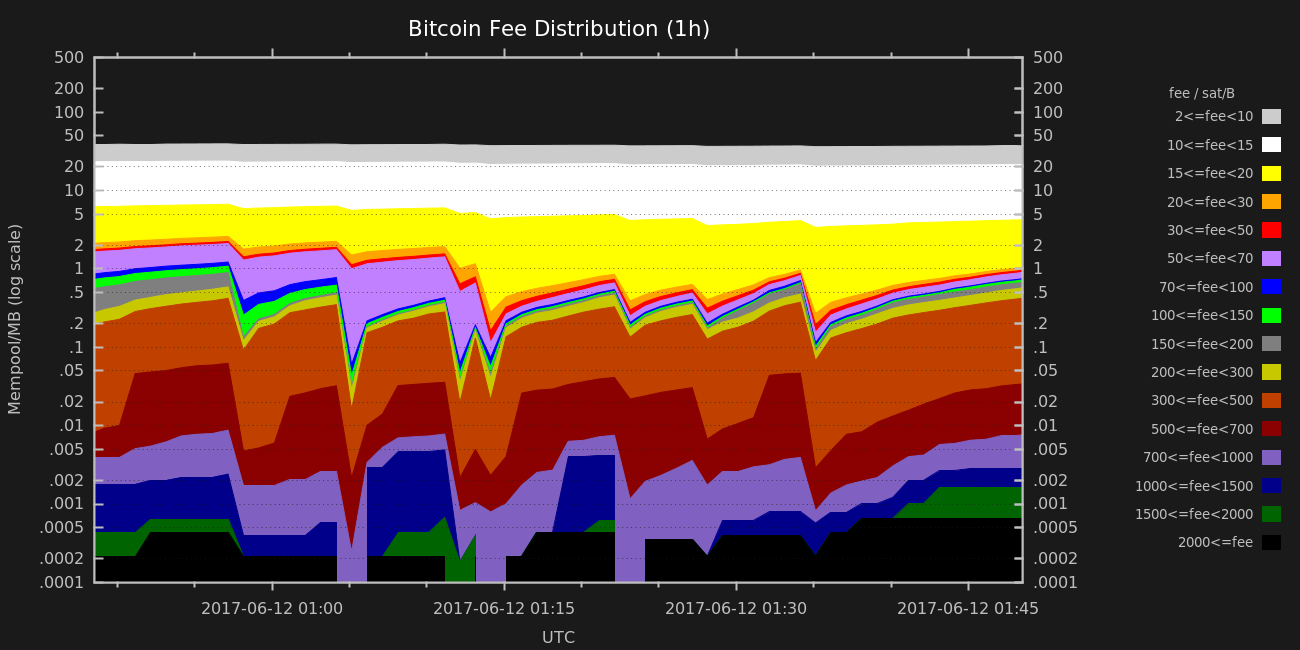 Bitcoin Fee Distribution (1h)
Mempool/MB (log scale)
500
200
100
50
20
10
5
2
1
.5
.2
.1
.05
.02
.01
.005
.002
.001
.0005
.0002
.0001
500
200
100
50
20
10
5
2
1
.5
.2
.1
.05
.02
.01
.005
.002
.001
.0005
.0002
.0001
2017-06-12 01:00
2017-06-12 01:15
2017-06-12 01:30
2017-06-12 01:45
UTC
fee / sat/B
2<=fee<10
10<=fee<15
15<=fee<20
20<=fee<30
30<=fee<50
50<=fee<70
70<=fee<100
100<=fee<150
150<=fee<200
200<=fee<300
300<=fee<500
500<=fee<700
700<=fee<1000
1000<=fee<1500
1500<=fee<2000
2000<=fee